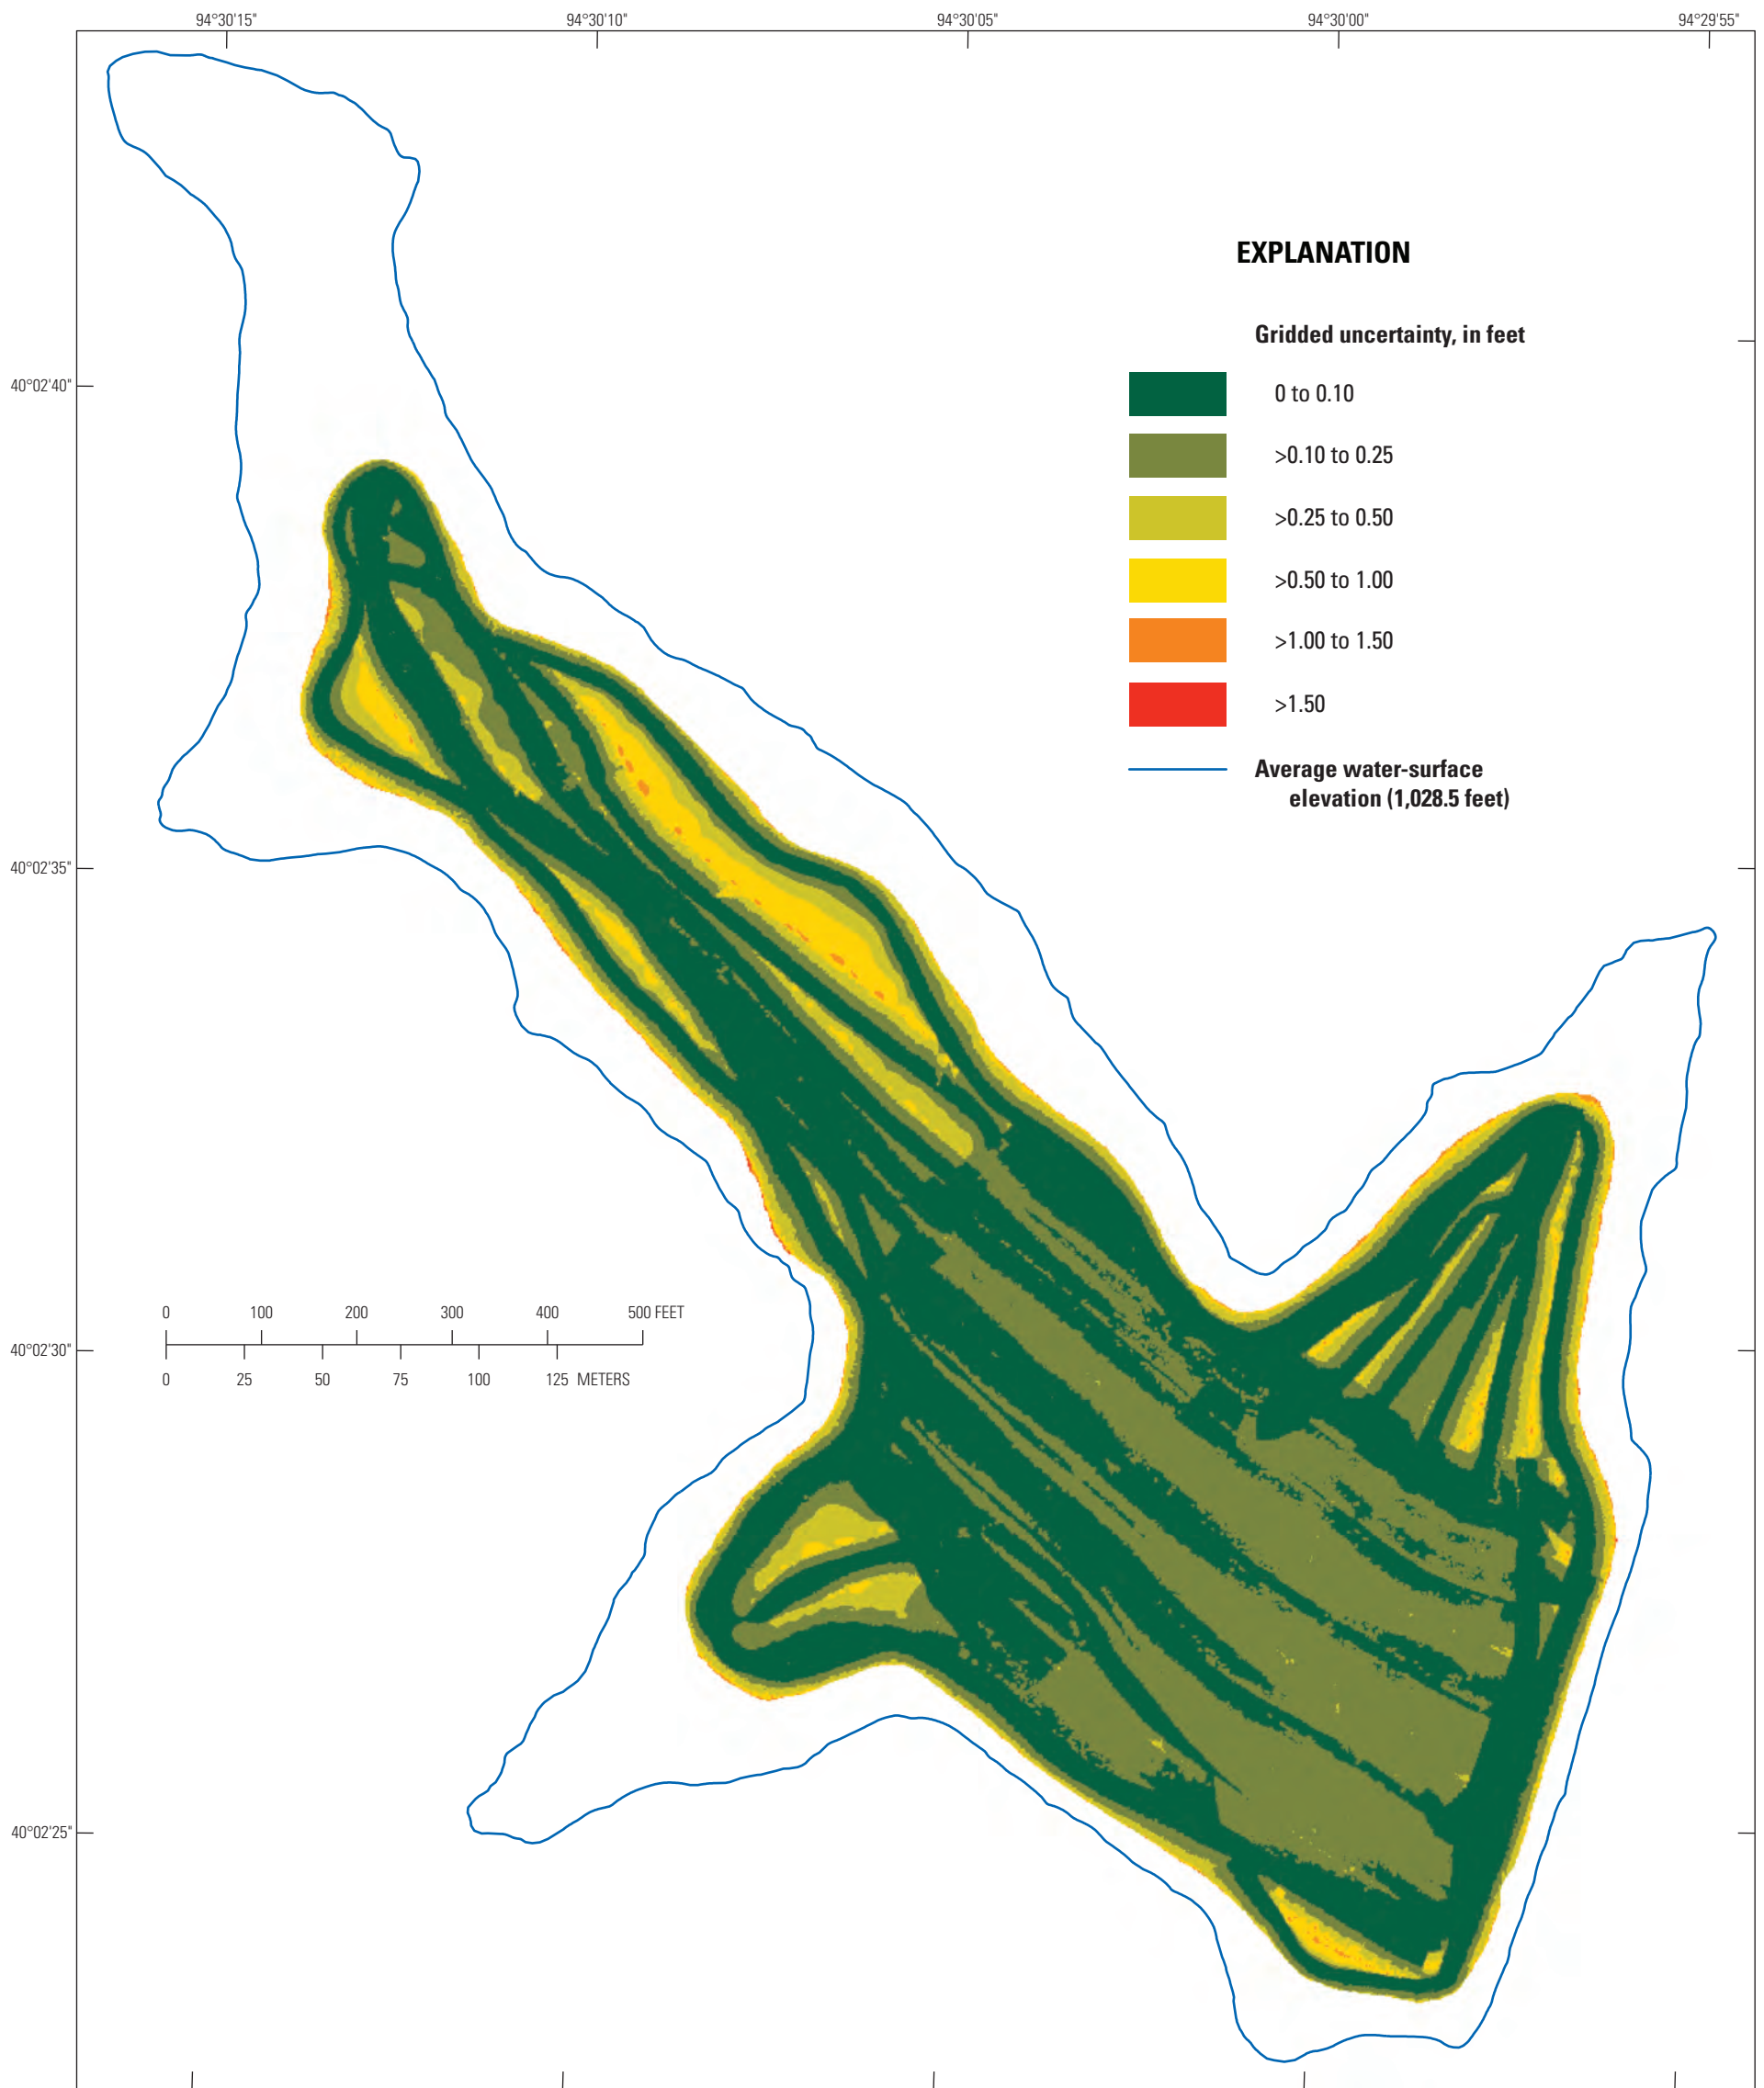 94°30'15" 94°30'10" 94°30'05" 94°30'00" 94°29'55"
EXPLANATION
Gridded uncertainty, in feet
40°02'40"
0 to 0.10
>0.10 to 0.25
>0.25 to 0.50
>0.50 to 1.00
>1.00 to 1.50
>1.50
Average water-surface
elevation (1,028.5 feet)
40°02'35"
0 100 200 300 400 500 FEET
40°02'30"
0 25 50 75 100 125 METERS
40°02'25"